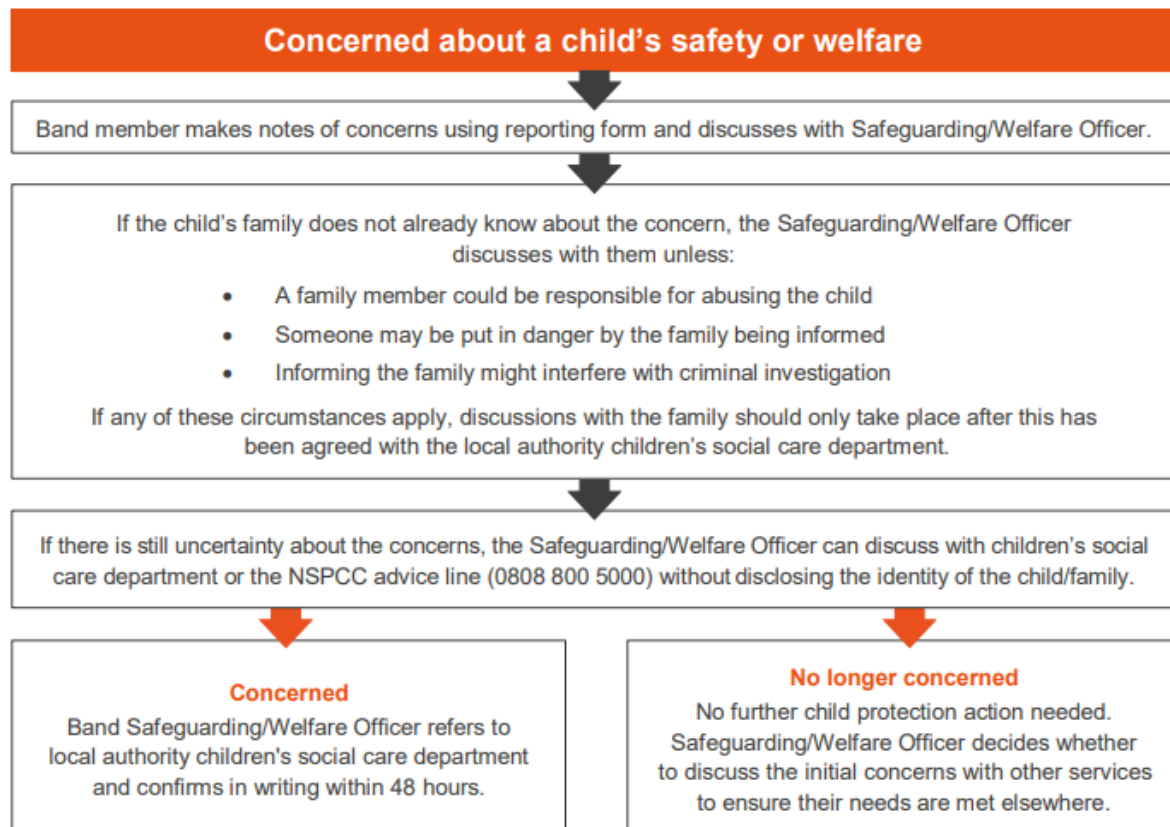 Concerned about a child's safety or welfare
Band member makes notes of concerns using reporting form and discusses with Safeguarding/Welfare Officer.
If the child's family does not already know about the concern, the Safeguarding/Welfare Officer
discusses with them unless:
• A family member could be responsible for abusing the child
• Someone may be put in danger by the family being informed
• Informing the family might interfere with criminal investigation
If any of these circumstances apply, discussions with the family should only take place after this has
been agreed with the local authority children's social care department.
If there is still uncertainty about the concerns, the Safeguarding/Welfare Officer can discuss with children's social
care department or the NSPCC advice line (0808 800 5000) without disclosing the identity of the child/family.
Concerned
Band Safeguarding/Welfare Officer refers to
local authority children's social care department
and confirms in writing within 48 hours.
No longer concerned
No further child protection action needed.
Safeguarding/Welfare Officer decides whether
to discuss the initial concerns with other services
to ensure their needs are met elsewhere.